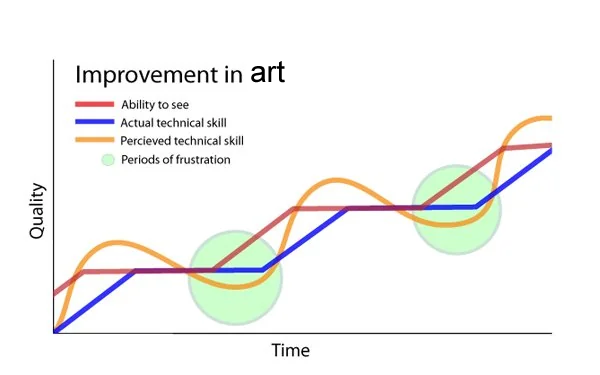 Improvement in art
Ability to see
Actual technical skill
Percieved technical skill
Periods of frustration
Quality
Time